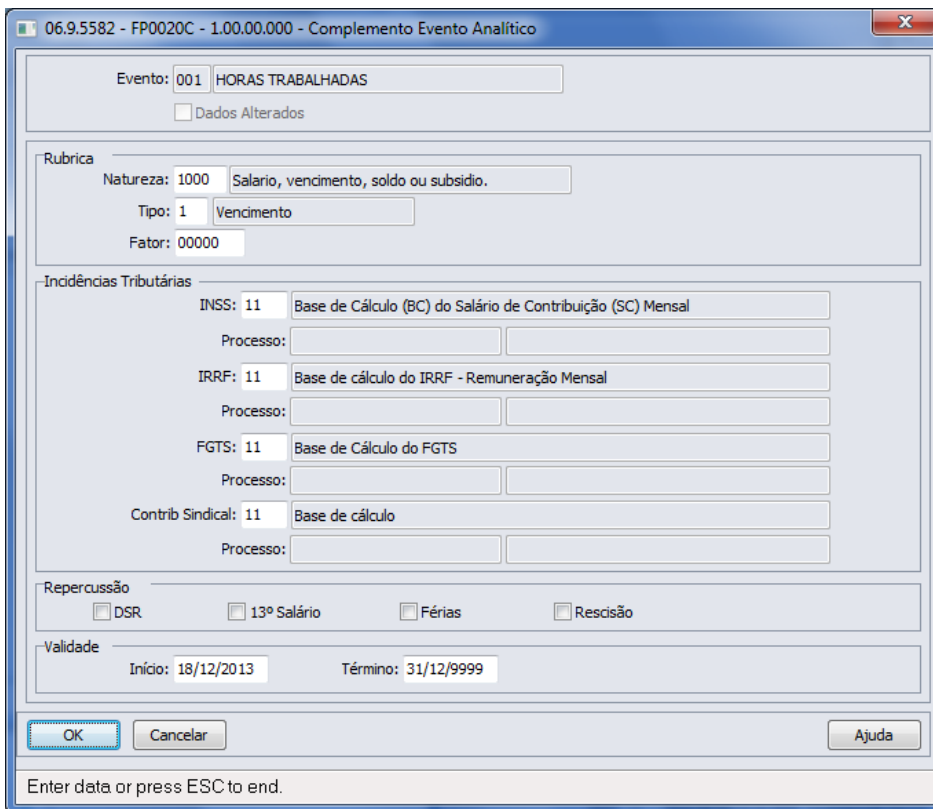 06.9.5582 - FP0020C - 1.00.00.000 - Complemento Evento Analítico
Evento: 001 HORAS TRABALHADAS
Dados Alterados
Rubrica
Natureza: 1000 Salario, vencimento, soldo ou subsidio.
Tipo: 1 Vencimento
Fator: 00000
Incidências Tributárias
INSS: 11 Base de Cálculo (BC) do Salário de Contribuição (SC) Mensal
Processo:
IRRF: 11 Base de cálculo do IRRF - Remuneração Mensal
Processo:
FGTS: 11 Base de Cálculo do FGTS
Processo:
Contrib Sindical: 11 Base de cálculo
Processo:
Repercussão
DSR 13º Salário Férias Rescisão
Validade
Início: 18/12/2013 Término: 31/12/9999
OK Cancelar Ajuda
Enter data or press ESC to end.